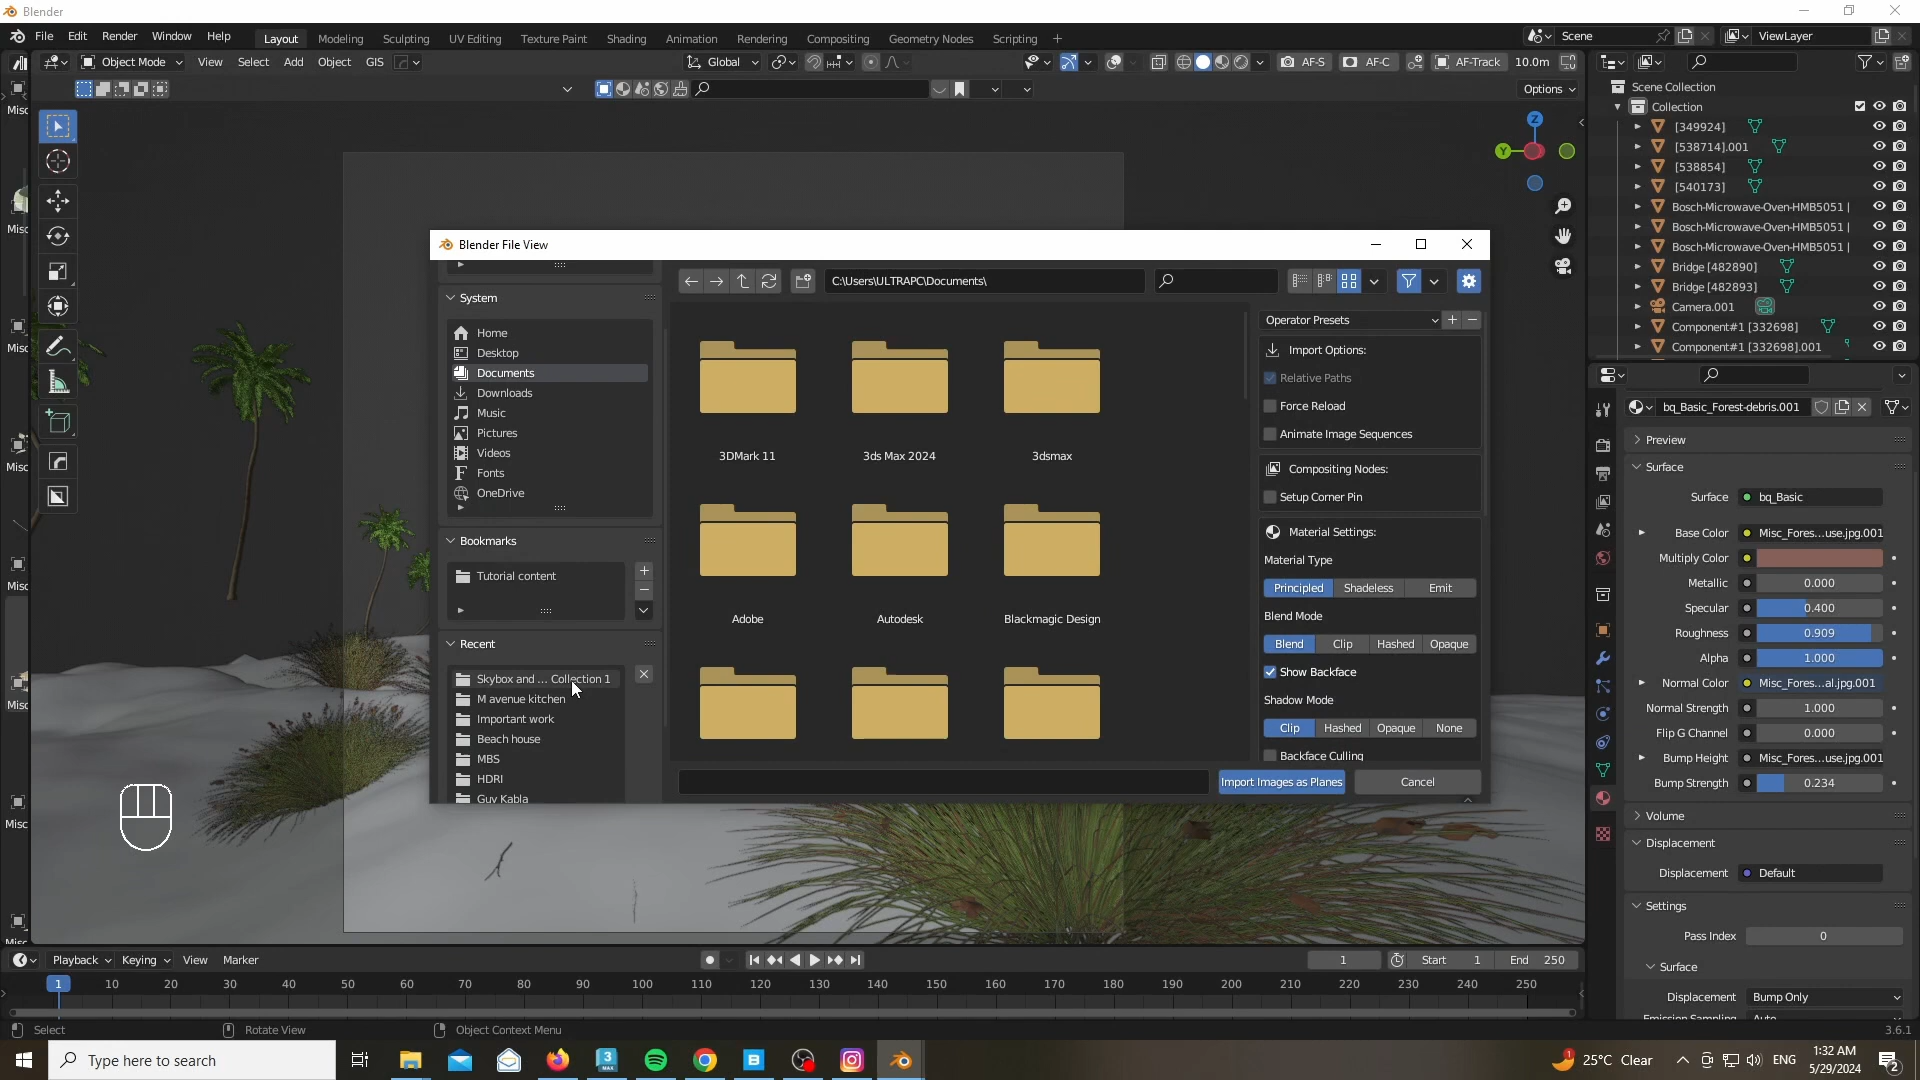 Blender
File Edit Render Window Help Layout Modeling Sculpting UV Editing Texture Paint Shading Animation Rendering Compositing Geometry Nodes Scripting + Scene ViewLayer
Object Mode View Select Add Object GIS Global AF-S AF-C AF-Track 10.0m
Options
Misc
Misc
Misc
Misc
Misc
Misc
Misc
Scene Collection
Collection
[349924]
[538714].001
[538854]
[540173]
Bosch-Microwave-Oven-HMB5051 |
Bosch-Microwave-Oven-HMB5051 |
Bosch-Microwave-Oven-HMB5051 |
Bridge [482890]
Bridge [482893]
Camera.001
Component#1 [332698]
Component#1 [332698].001
Z
Y
Blender File View
System
Home
Desktop
Documents
Downloads
Music
Pictures
Videos
Fonts
OneDrive
Bookmarks
Tutorial content
Recent
Skybox and ... Collection 1
M avenue kitchen
Important work
Beach house
MBS
HDRI
Guy Kabla
C:\Users\ULTRAPC\Documents\
3DMark 11 3ds Max 2024 3dsmax
Adobe Autodesk Blackmagic Design
Operator Presets
Import Options:
Relative Paths
Force Reload
Animate Image Sequences
Compositing Nodes:
Setup Corner Pin
Material Settings:
Material Type
Principled Shadeless Emit
Blend Mode
Blend Clip Hashed Opaque
Show Backface
Shadow Mode
Clip Hashed Opaque None
Backface Culling
Import Images as Planes Cancel
bq_Basic_Forest-debris.001
Preview
Surface
Surface bq_Basic
Base Color Misc_Fores...use.jpg.001
Multiply Color
Metallic 0.000
Specular 0.400
Roughness 0.909
Alpha 1.000
Normal Color Misc_Fores...al.jpg.001
Normal Strength 1.000
Flip G Channel 0.000
Bump Height Misc_Fores...use.jpg.001
Bump Strength 0.234
Volume
Displacement
Displacement Default
Settings
Pass Index 0
Surface
Displacement Bump Only
Emission Sampling Auto
Playback Keying View Marker 1 Start 1 End 250
1 10 20 30 40 50 60 70 80 90 100 110 120 130 140 150 160 170 180 190 200 210 220 230 240 250
Select Rotate View Object Context Menu 3.6.1
Type here to search
3 MAX
25°C Clear ENG
1:32 AM
5/29/2024
2